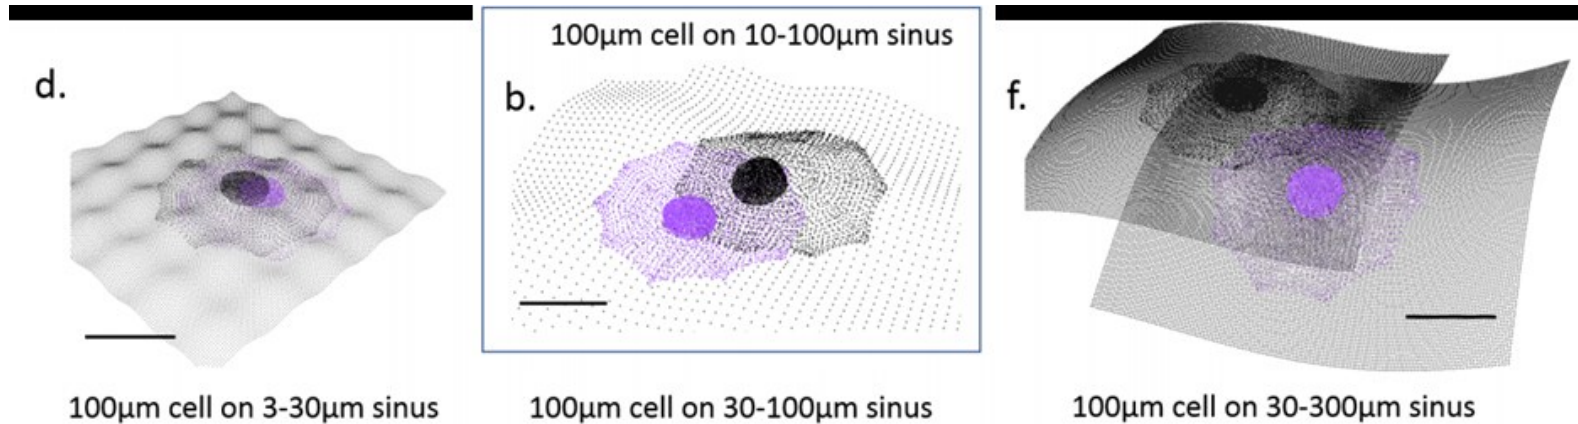 d.
100µm cell on 3-30µm sinus
100µm cell on 10-100µm sinus
b.
100µm cell on 30-100µm sinus
f.
100µm cell on 30-300µm sinus